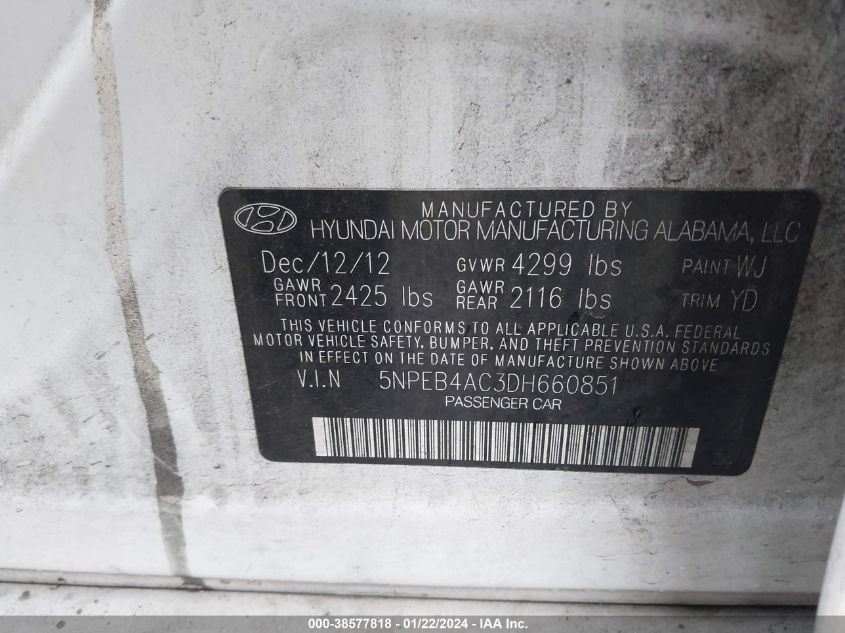 MANUFACTURED BY
HYUNDAI MOTOR MANUFACTURING ALABAMA, LLC
Dec/12/12 GVWR 4299 lbs PAINT WJ
GAWR FRONT 2425 lbs GAWR REAR 2116 lbs TRIM YD
THIS VEHICLE CONFORMS TO ALL APPLICABLE U.S.A. FEDERAL
MOTOR VEHICLE SAFETY, BUMPER, AND THEFT PREVENTION STANDARDS
IN EFFECT ON THE DATE OF MANUFACTURE SHOWN ABOVE
V.I.N 5NPEB4AC3DH660851
PASSENGER CAR
000-38577818 - 01/22/2024 - IAA Inc.